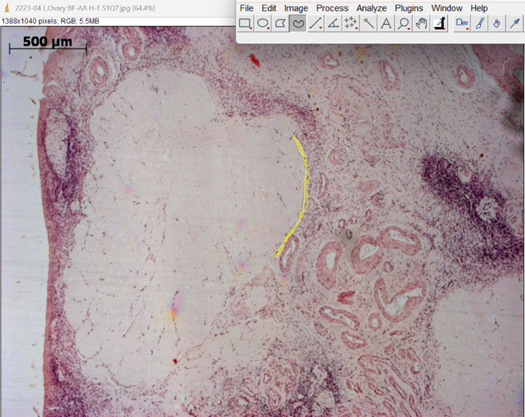 2223-04 L.Ovary BF-AA H-E S1Q7.jpg (64.4%)
1388x1040 pixels; RGB; 5.5MB
File Edit Image Process Analyze Plugins Window Help
A Dev
500 µm